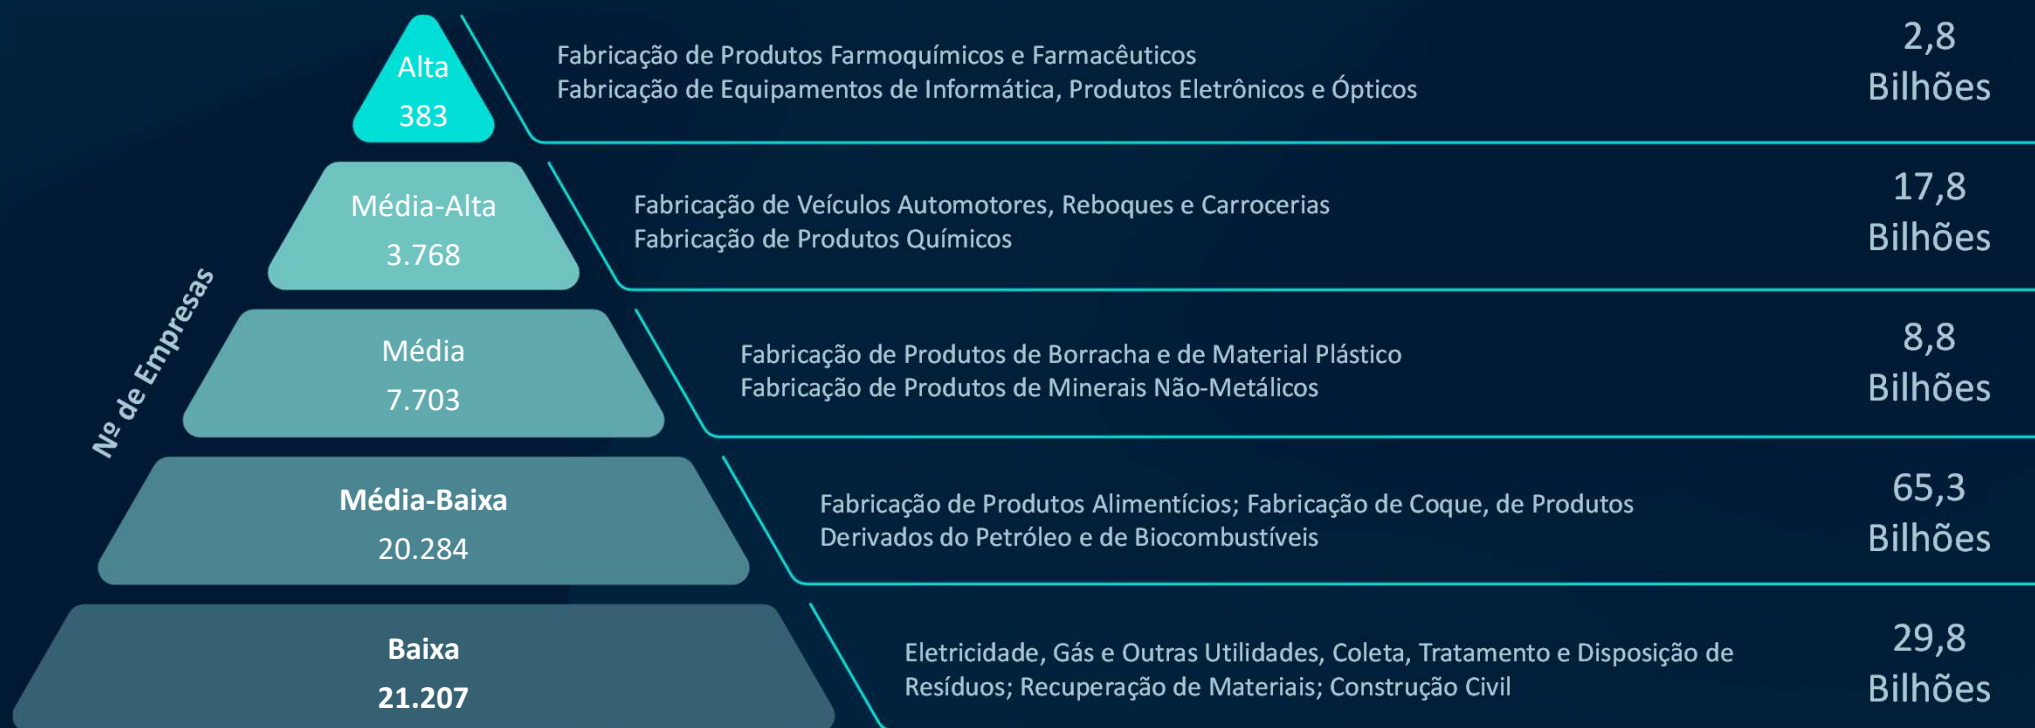 Nº de Empresas
Alta
383
Fabricação de Produtos Farmoquímicos e Farmacêuticos
Fabricação de Equipamentos de Informática, Produtos Eletrônicos e Ópticos
2,8
Bilhões
Média-Alta
3.768
Fabricação de Veículos Automotores, Reboques e Carrocerias
Fabricação de Produtos Químicos
17,8
Bilhões
Média
7.703
Fabricação de Produtos de Borracha e de Material Plástico
Fabricação de Produtos de Minerais Não-Metálicos
8,8
Bilhões
Média-Baixa
20.284
Fabricação de Produtos Alimentícios; Fabricação de Coque, de Produtos
Derivados do Petróleo e de Biocombustíveis
65,3
Bilhões
Baixa
21.207
Eletricidade, Gás e Outras Utilidades, Coleta, Tratamento e Disposição de
Resíduos; Recuperação de Materiais; Construção Civil
29,8
Bilhões